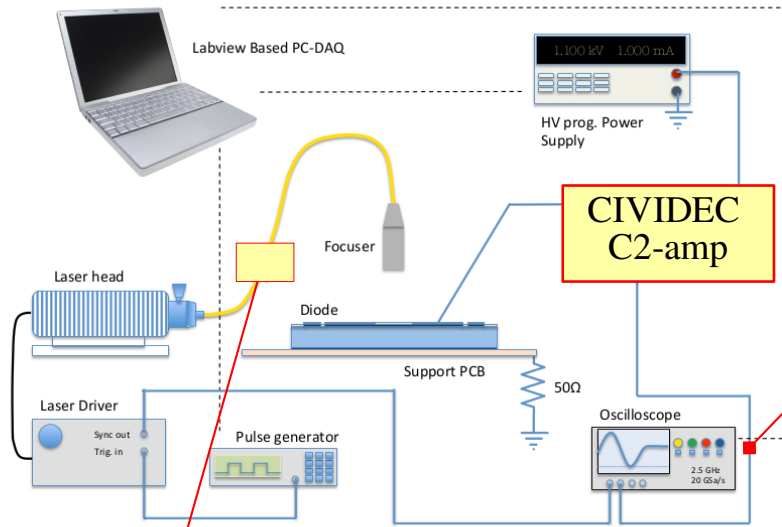 Labview Based PC-DAQ
1.100 kV 1.000 mA
HV prog. Power
Supply
CIVIDEC
C2-amp
Focuser
Laser head
Diode
Support PCB
50Ω
Laser Driver
Sync out
Trig. in
Pulse generator
Oscilloscope
2.5 GHz
20 GSa/s